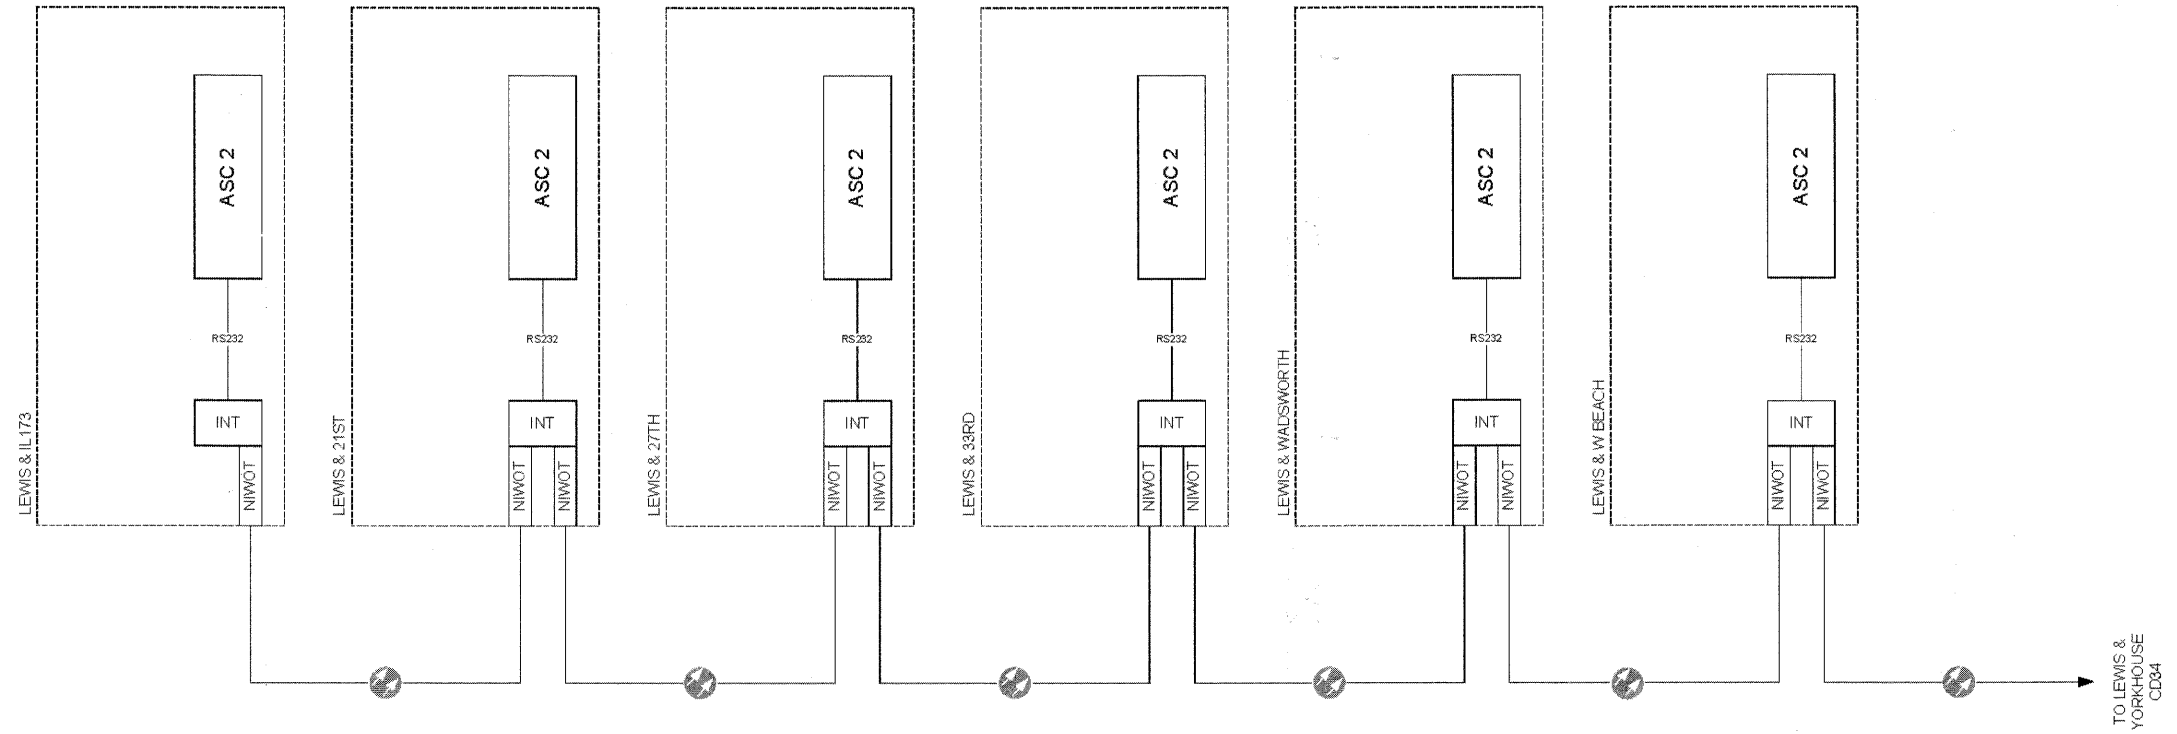 LEWIS & IL173
ASC 2
RS232
INT
NIWOT
LEWIS & 21ST
ASC 2
RS232
INT
NIWOT
NIWOT
LEWIS & 27TH
ASC 2
RS232
INT
NIWOT
NIWOT
LEWIS & 33RD
ASC 2
RS232
INT
NIWOT
NIWOT
LEWIS & WADSWORTH
ASC 2
RS232
INT
NIWOT
NIWOT
LEWIS & W BEACH
ASC 2
RS232
INT
NIWOT
NIWOT
TO LEWIS &
YORKHOUSE
CD34